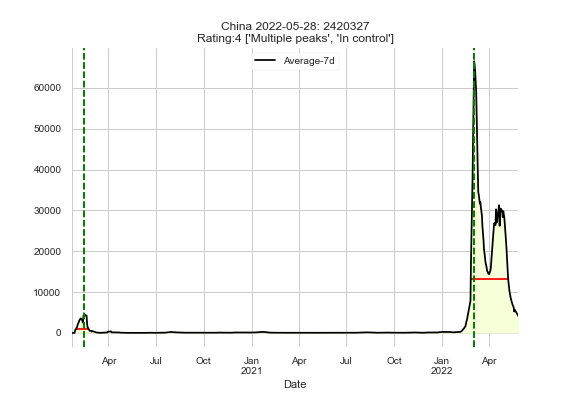 China 2022-05-28: 2420327
Rating:4 ['Multiple peaks', 'In control']
Average-7d
60000
50000
40000
30000
20000
10000
0
Apr Jul Oct Jan Apr Jul Oct Jan Apr
2021 2022
Date